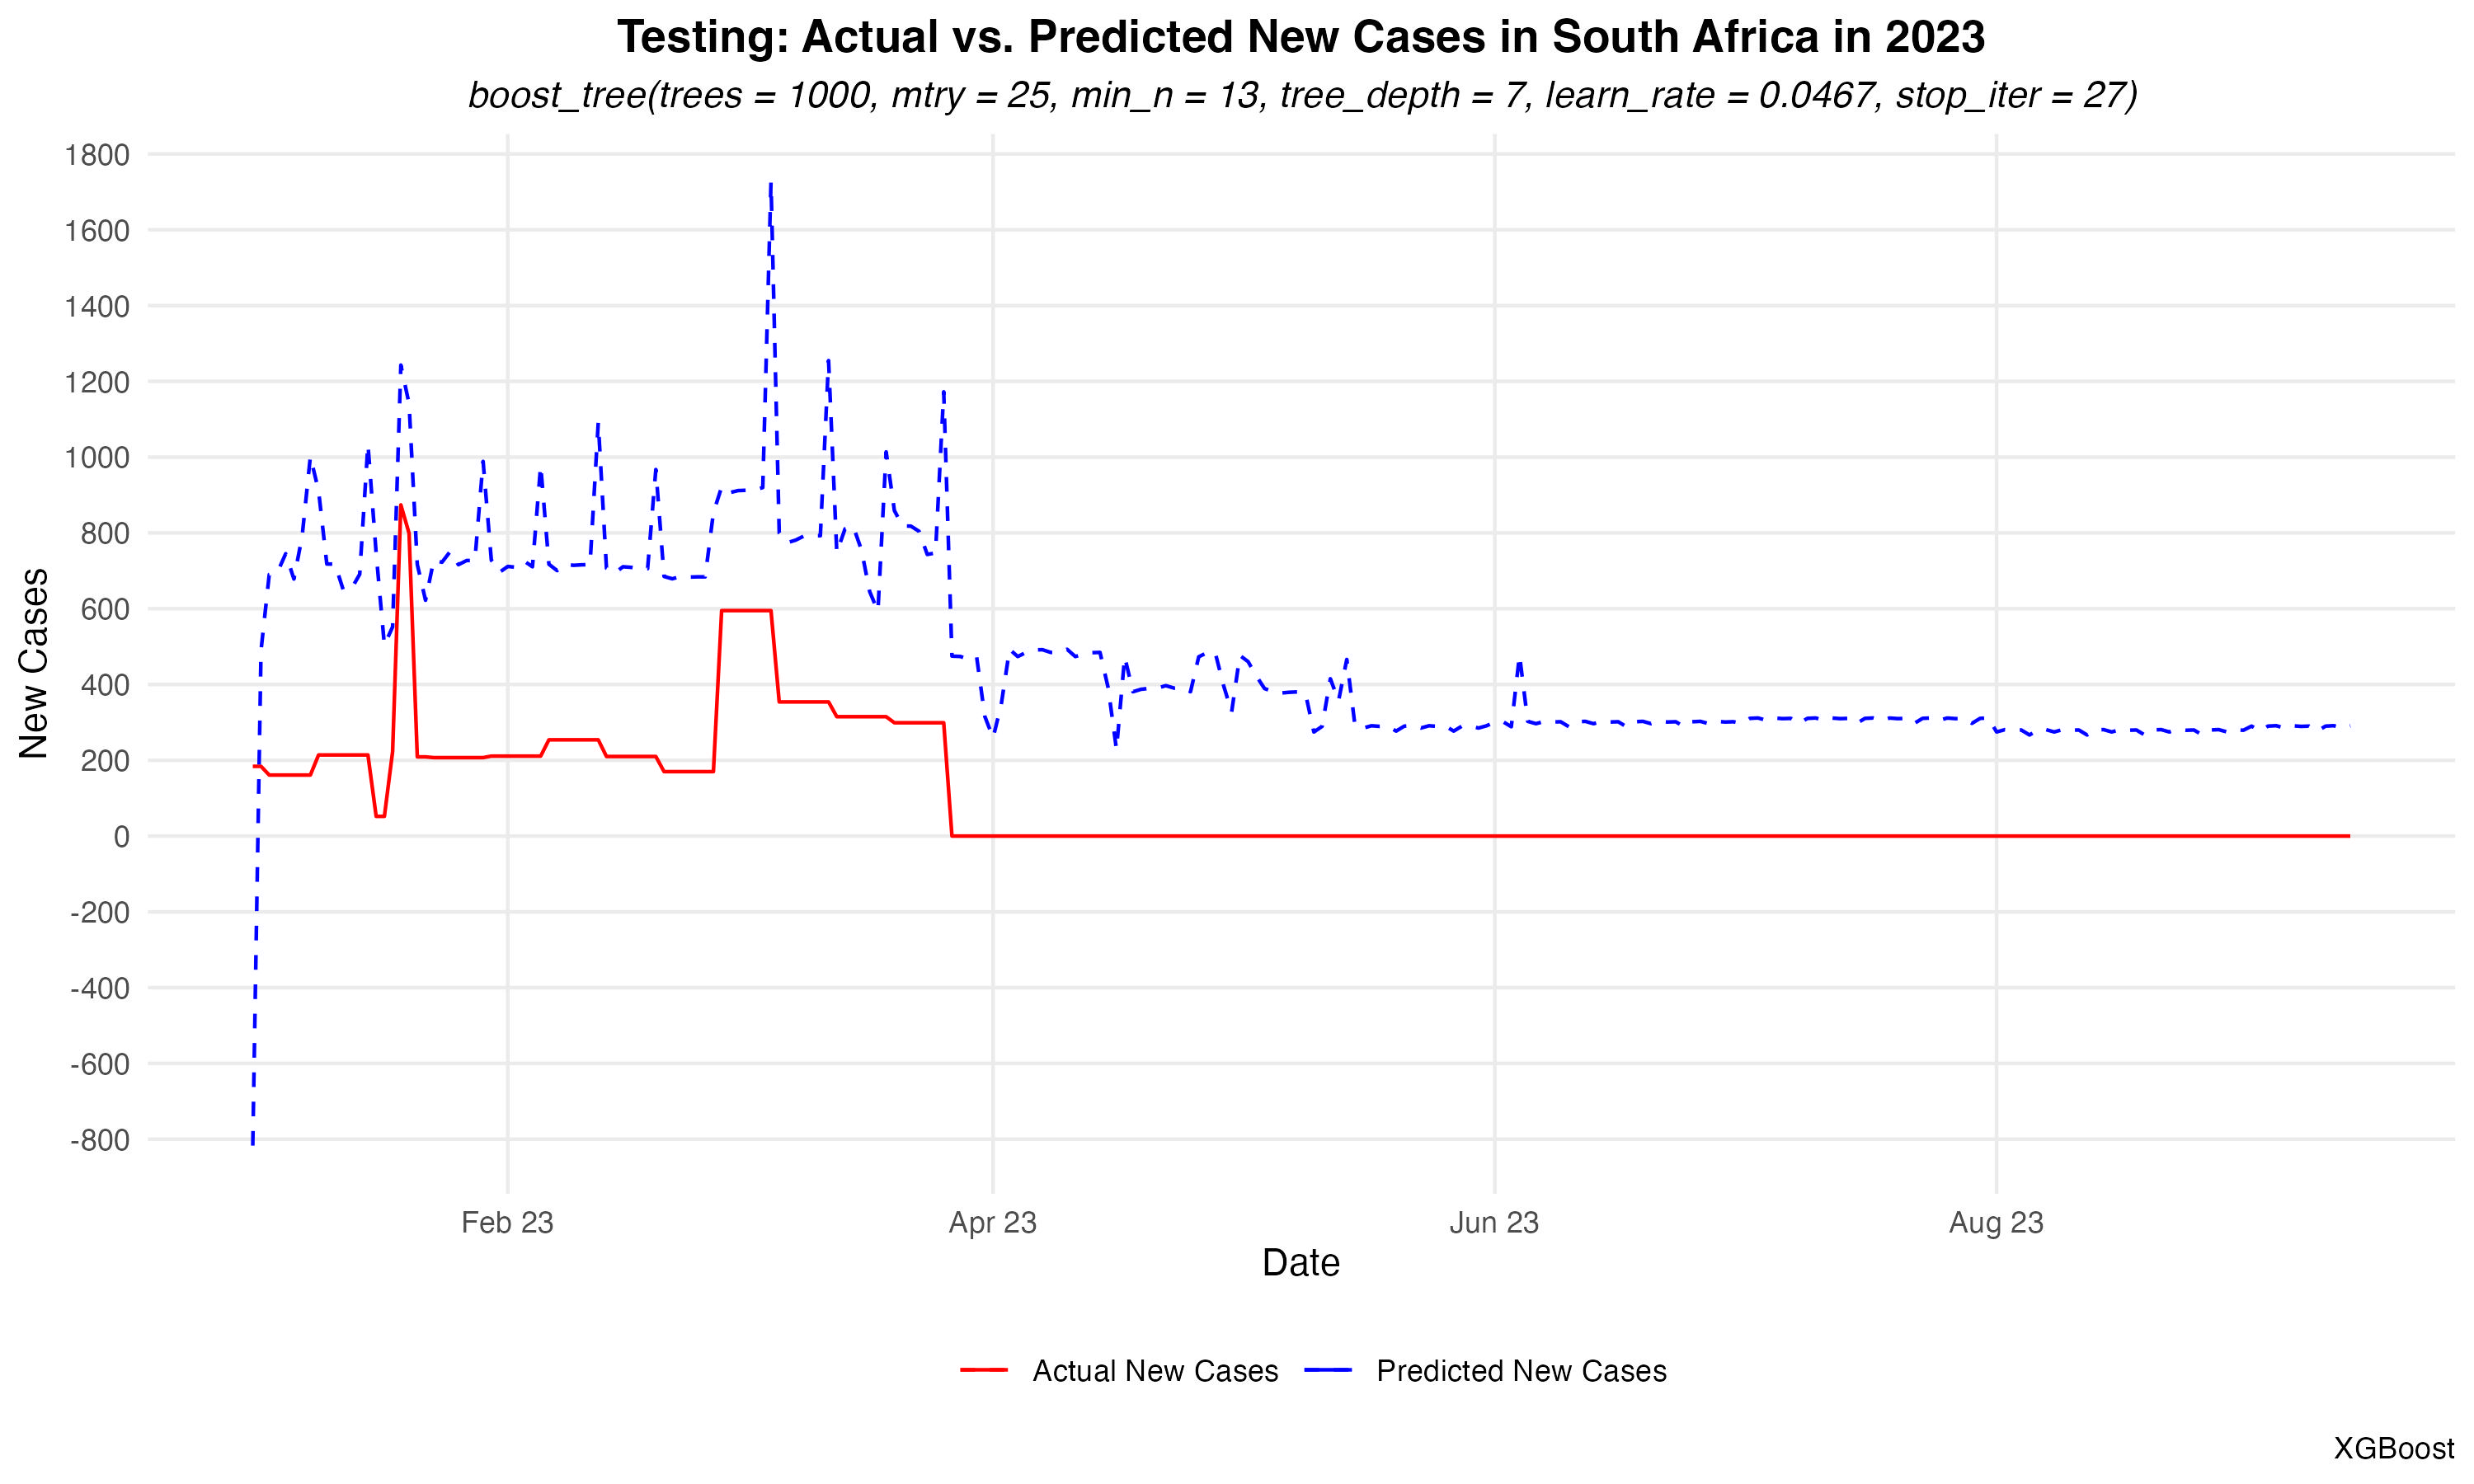 Testing: Actual vs. Predicted New Cases in South Africa in 2023
boost_tree(trees = 1000, mtry = 25, min_n = 13, tree_depth = 7, learn_rate = 0.0467, stop_iter = 27)
New Cases
1800
1600
1400
1200
1000
800
600
400
200
0
-200
-400
-600
-800
Feb 23 Apr 23 Jun 23 Aug 23
Date
Actual New Cases Predicted New Cases
XGBoost